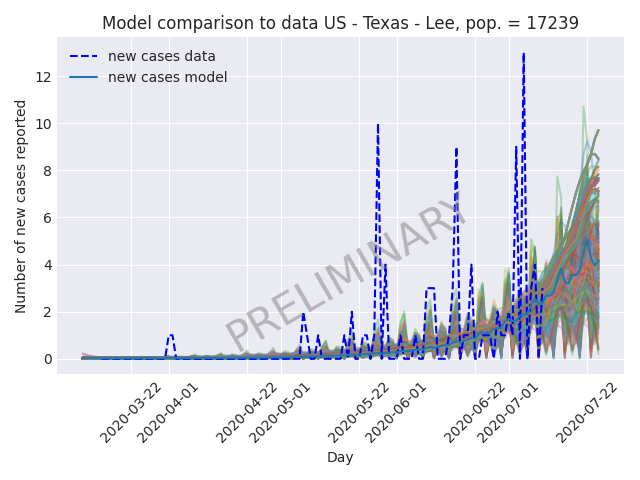 Model comparison to data US - Texas - Lee, pop. = 17239
new cases data
new cases model
Number of new cases reported
12
10
8
6
4
2
0
PRELIMINARY
2020-03-22
2020-04-01
2020-04-22
2020-05-01
2020-05-22
2020-06-01
2020-06-22
2020-07-01
2020-07-22
Day